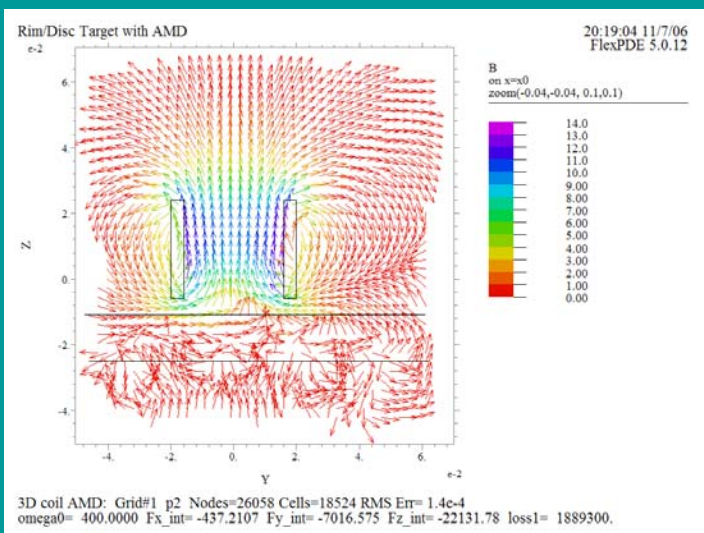 Rim/Disc Target with AMD
20:19:04 11/7/06
FlexPDE 5.0.12
e-2
B
on x=x0
zoom(-0.04,-0.04, 0.1,0.1)
14.0
13.0
12.0
11.0
10.0
9.00
8.00
7.00
6.00
5.00
4.00
3.00
2.00
1.00
0.00
6.
4.
2.
0.
-2.
-4.
Z
-4. -2. 0. 2. 4. 6.
e-2
Y
3D coil AMD: Grid#1 p2 Nodes=26058 Cells=18524 RMS Err= 1.4e-4
omega0= 400.0000 Fx_int= -437.2107 Fy_int= -7016.575 Fz_int= -22131.78 loss1= 1889300.